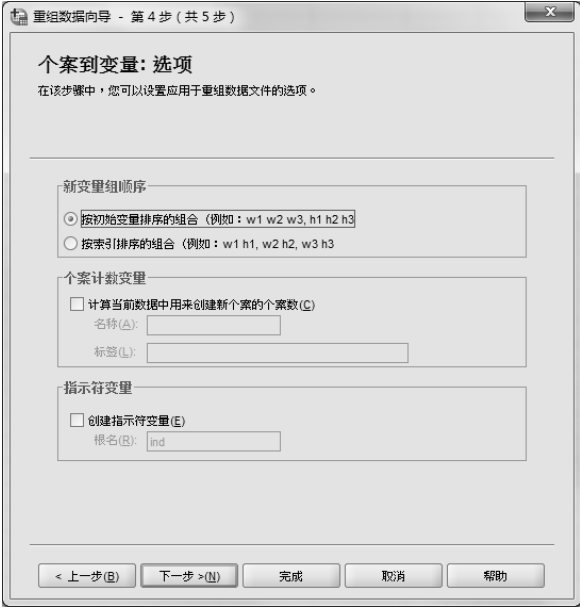 重组数据向导 - 第 4 步 ( 共 5 步 )
个案到变量: 选项
在该步骤中，您可以设置应用于重组数据文件的选项。
新变量组顺序
按初始变量排序的组合（例如：w1 w2 w3, h1 h2 h3
按索引排序的组合（例如：w1 h1, w2 h2, w3 h3
个案计数变量
计算当前数据中用来创建新个案的个案数(C)
名称(A):
标签(L):
指示符变量
创建指示符变量(E)
根名(R): ind
< 上一步(B) 下一步 >(N) 完成 取消 帮助